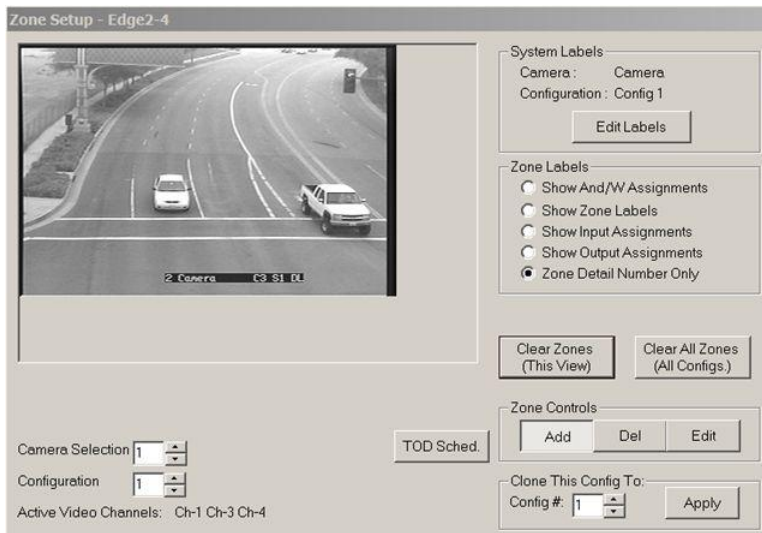 Zone Setup - Edge2-4
2 Camera C3 S1 DL
System Labels
Camera : Camera
Configuration : Config 1
Edit Labels
Zone Labels
Show And/W Assignments
Show Zone Labels
Show Input Assignments
Show Output Assignments
Zone Detail Number Only
Clear Zones
(This View)
Clear All Zones
(All Configs.)
Zone Controls
Add Del Edit
Camera Selection 1
Configuration 1
Active Video Channels: Ch-1 Ch-3 Ch-4
TOD Sched.
Clone This Config To:
Config #: 1
Apply